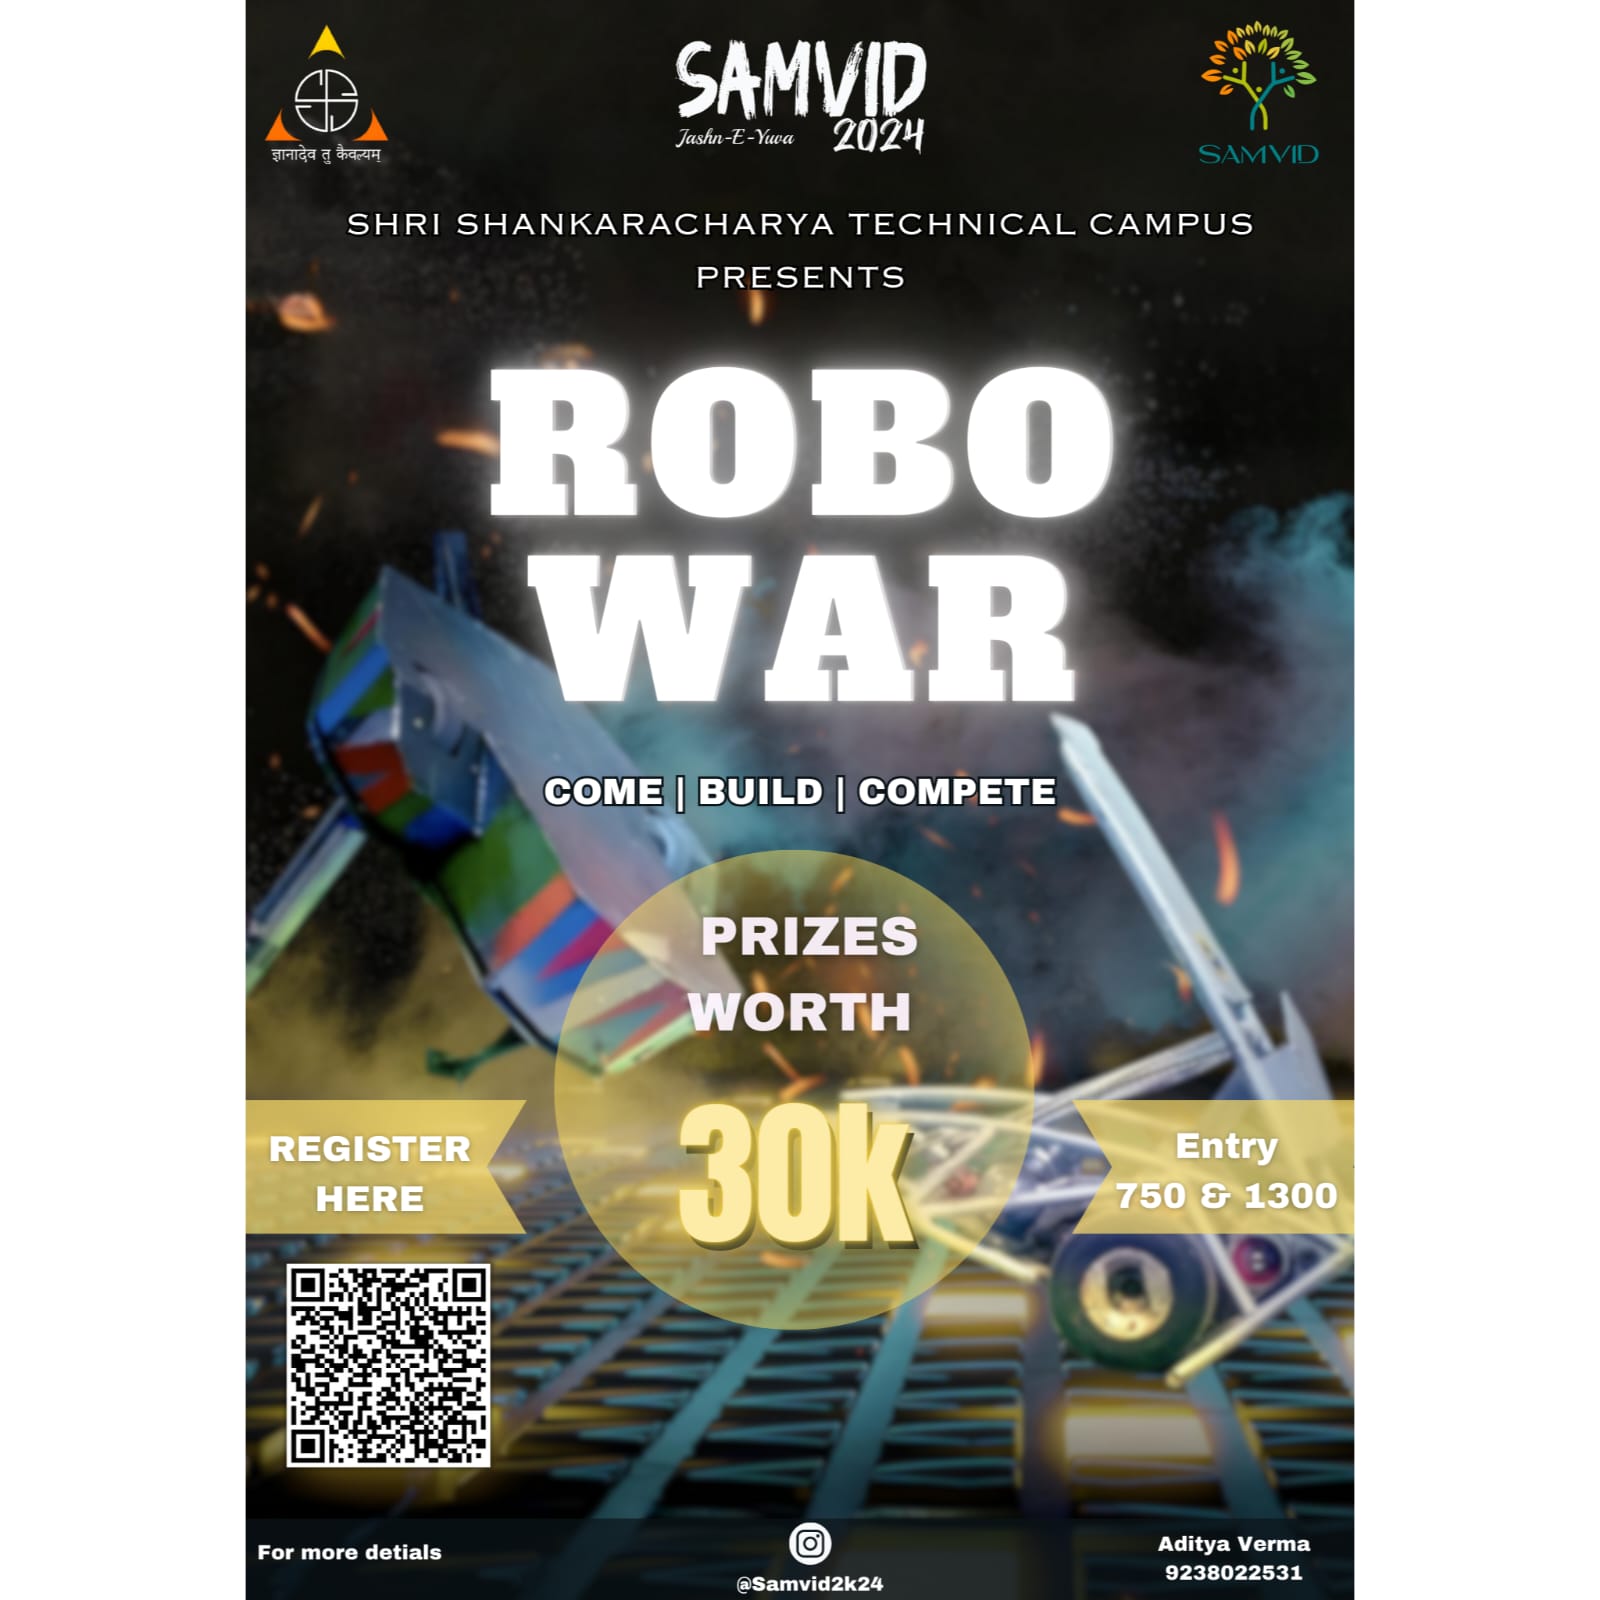 ज्ञानादेव तु कैवल्यम्
SAMVID
Jashn-E-Yuva 2024
SAMVID
SHRI SHANKARACHARYA TECHNICAL CAMPUS
PRESENTS
ROBO
WAR
COME | BUILD | COMPETE
PRIZES
WORTH
30k
REGISTER
HERE
Entry
750 & 1300
For more detials
@Samvid2k24
Aditya Verma
9238022531